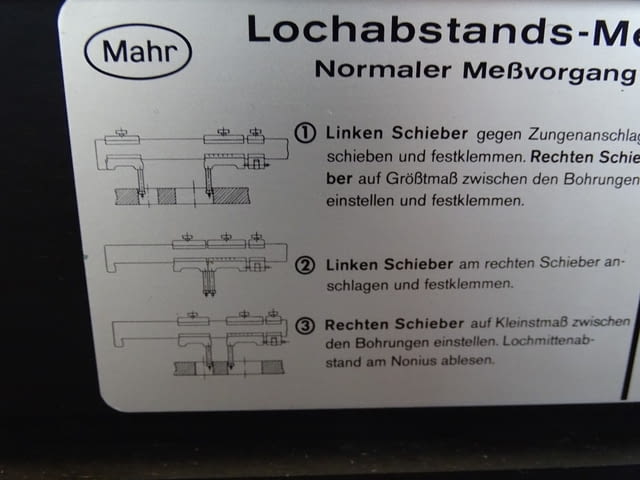 Mahr
Lochabstands-Me
Normaler Meßvorgang
① Linken Schieber gegen Zungenanschlag
schieben und festklemmen. Rechten Schie
ber auf Größtmaß zwischen den Bohrungen
einstellen und festklemmen.
② Linken Schieber am rechten Schieber an-
schlagen und festklemmen.
③ Rechten Schieber auf Kleinstmaß zwischen
den Bohrungen einstellen. Lochmittenab-
stand am Nonius ablesen.